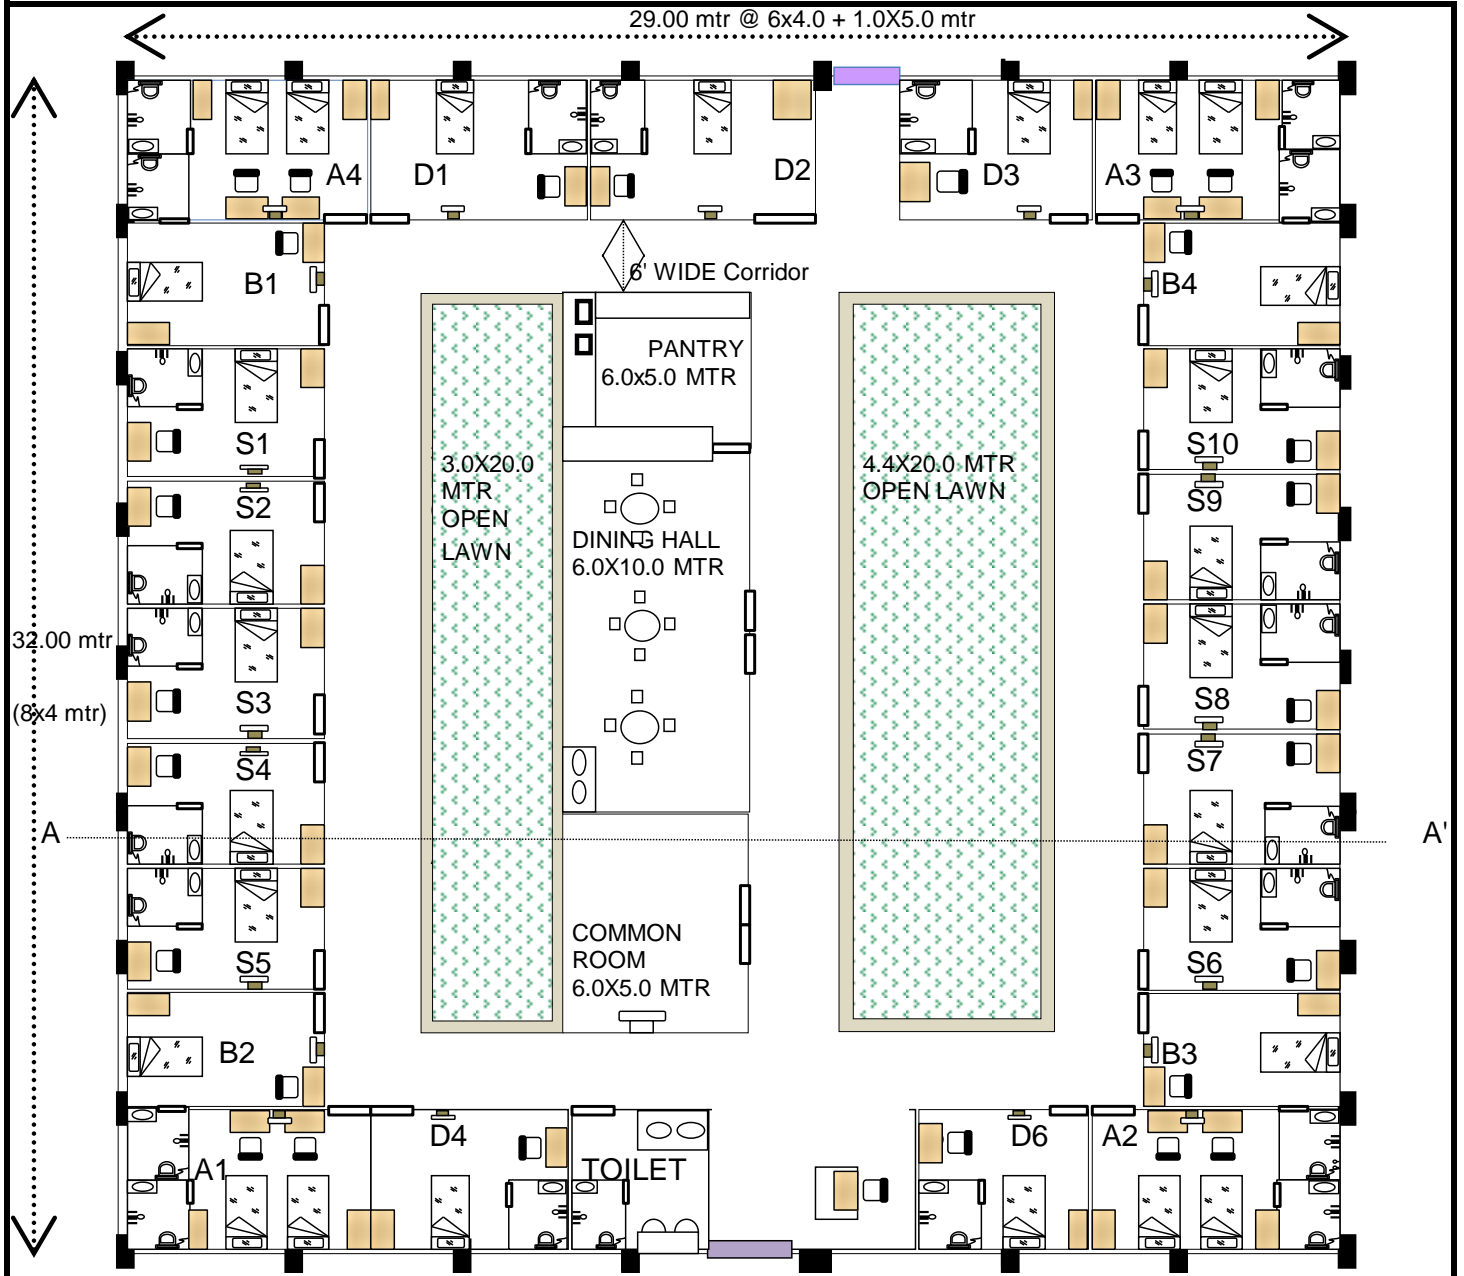 29.00 mtr @ 6x4.0 + 1.0X5.0 mtr
A4
D1
D2
D3
A3
B1
6' WIDE Corridor
B4
PANTRY
6.0x5.0 MTR
S1
S10
3.0X20.0
MTR
OPEN
LAWN
4.4X20.0 MTR
OPEN LAWN
S2
S9
DINING HALL
6.0X10.0 MTR
32.00 mtr
(8x4 mtr)
S3
S8
S4
S7
A
A'
COMMON
ROOM
6.0X5.0 MTR
S5
S6
B2
B3
D4
D6
A2
A1
TOILET